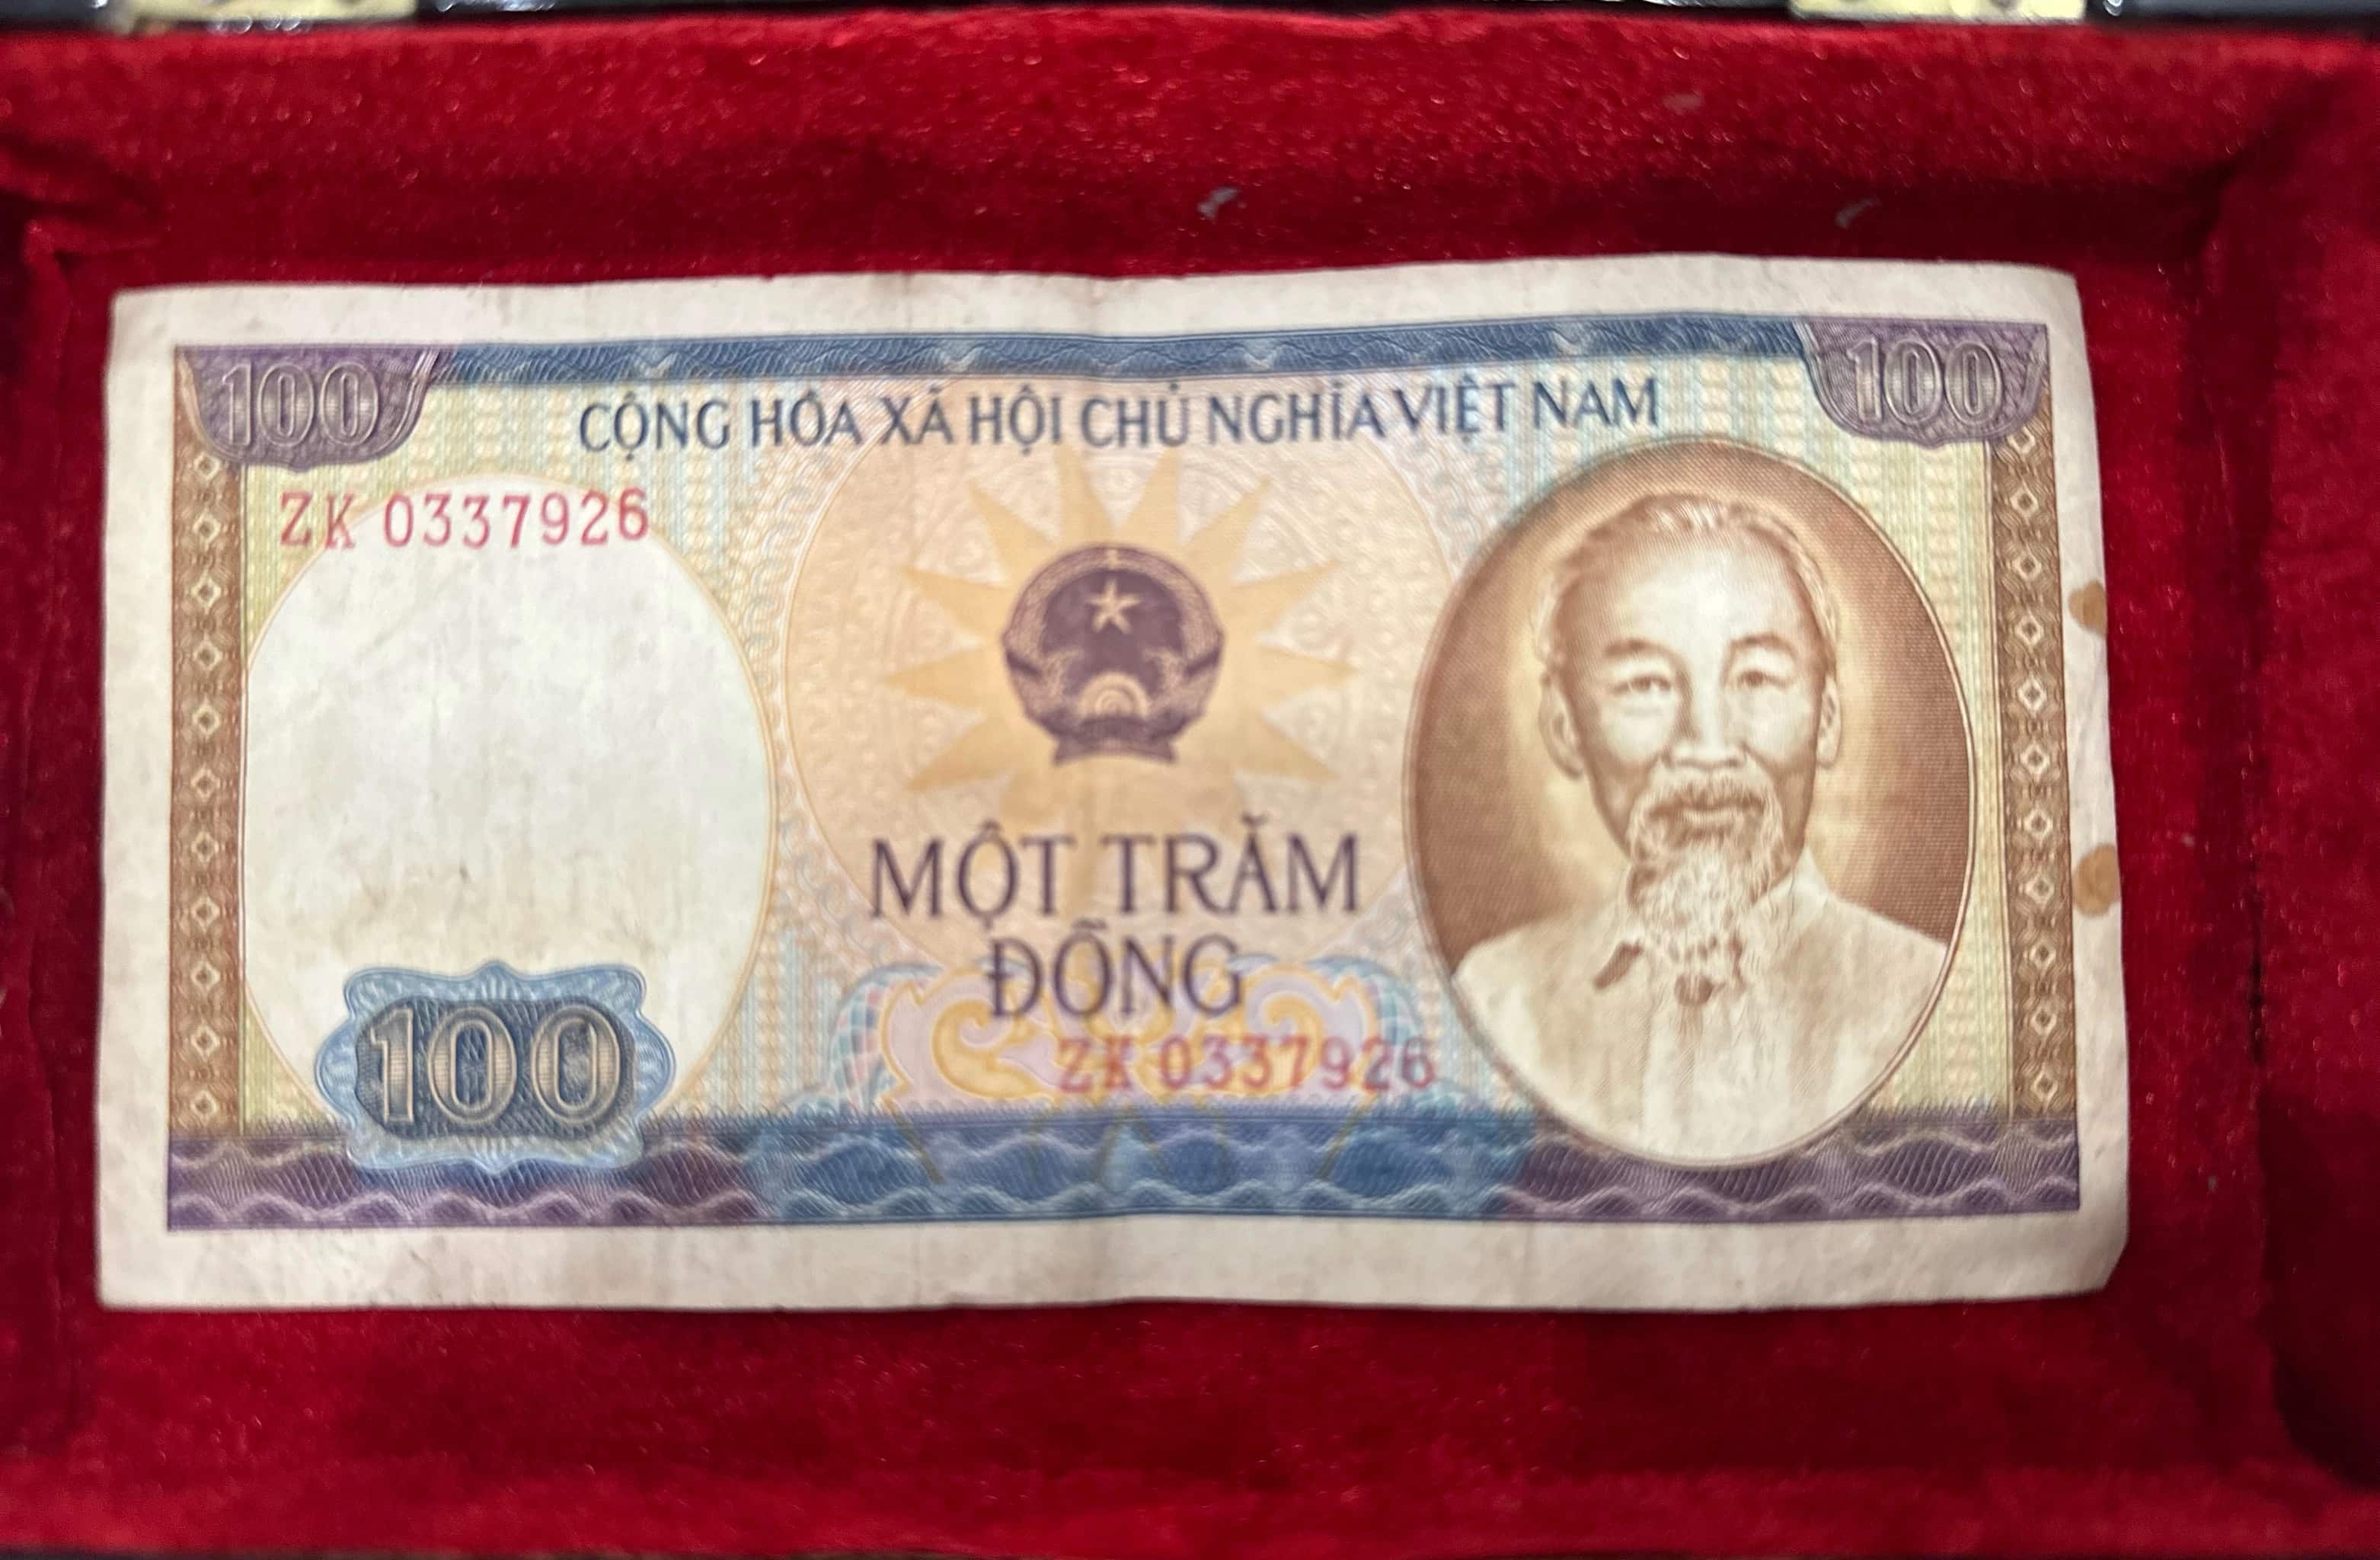 100 100
CỘNG HÒA XÃ HỘI CHỦ NGHĨA VIỆT NAM
ZK 0337926
MỘT TRĂM
ĐỒNG
ZK 0337926
100